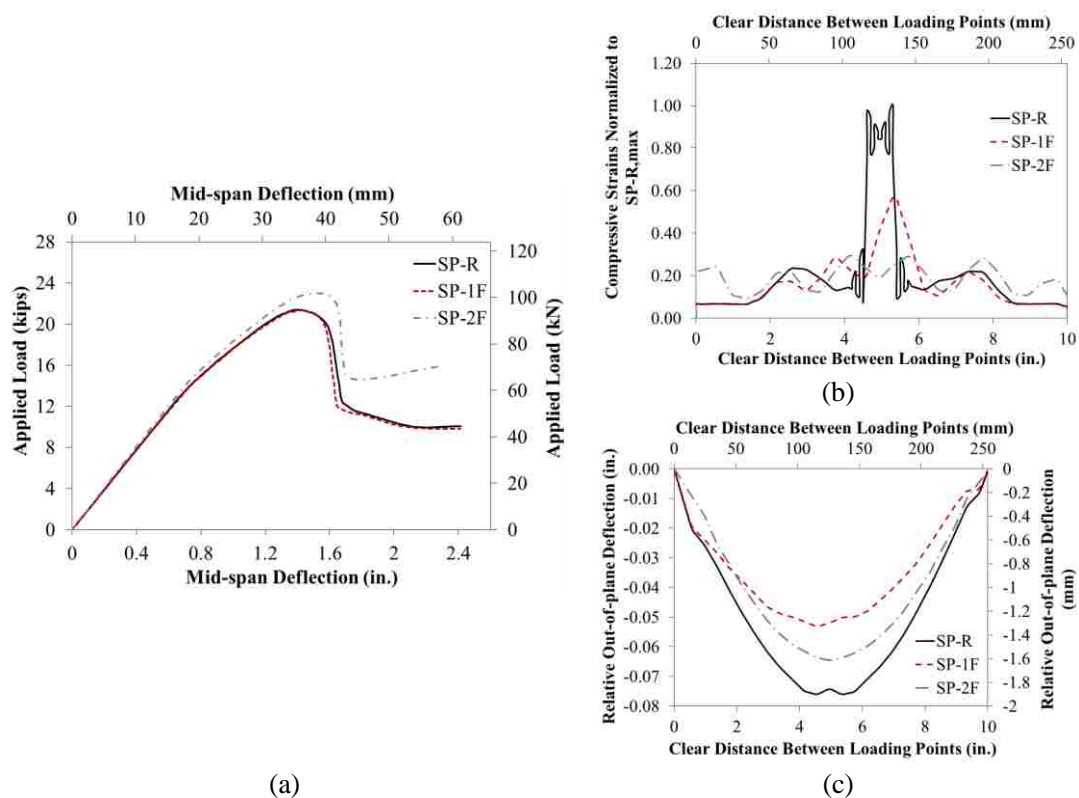 Mid-span Deflection (mm)
0 10 20 30 40 50 60
Applied Load (kips)
28
24
20
16
12
8
4
0
SP-R
SP-1F
SP-2F
120
100
80
60
40
20
0
Applied Load (kN)
0 0.4 0.8 1.2 1.6 2 2.4
Mid-span Deflection (in.)
(a)
Clear Distance Between Loading Points (mm)
0 50 100 150 200 250
Compressive Strains Normalized to
SP-R,max
1.20
1.00
0.80
0.60
0.40
0.20
0.00
SP-R
SP-1F
SP-2F
0 2 4 6 8 10
Clear Distance Between Loading Points (in.)
(b)
Clear Distance Between Loading Points (mm)
0 50 100 150 200 250
Relative Out-of-plane Deflection (in.)
0.00
-0.01
-0.02
-0.03
-0.04
-0.05
-0.06
-0.07
-0.08
SP-R
SP-1F
SP-2F
0
-0.2
-0.4
-0.6
-0.8
-1
-1.2
-1.4
-1.6
-1.8
-2
Relative Out-of-plane Deflection
(mm)
0 2 4 6 8 10
Clear Distance Between Loading Points (in.)
(c)